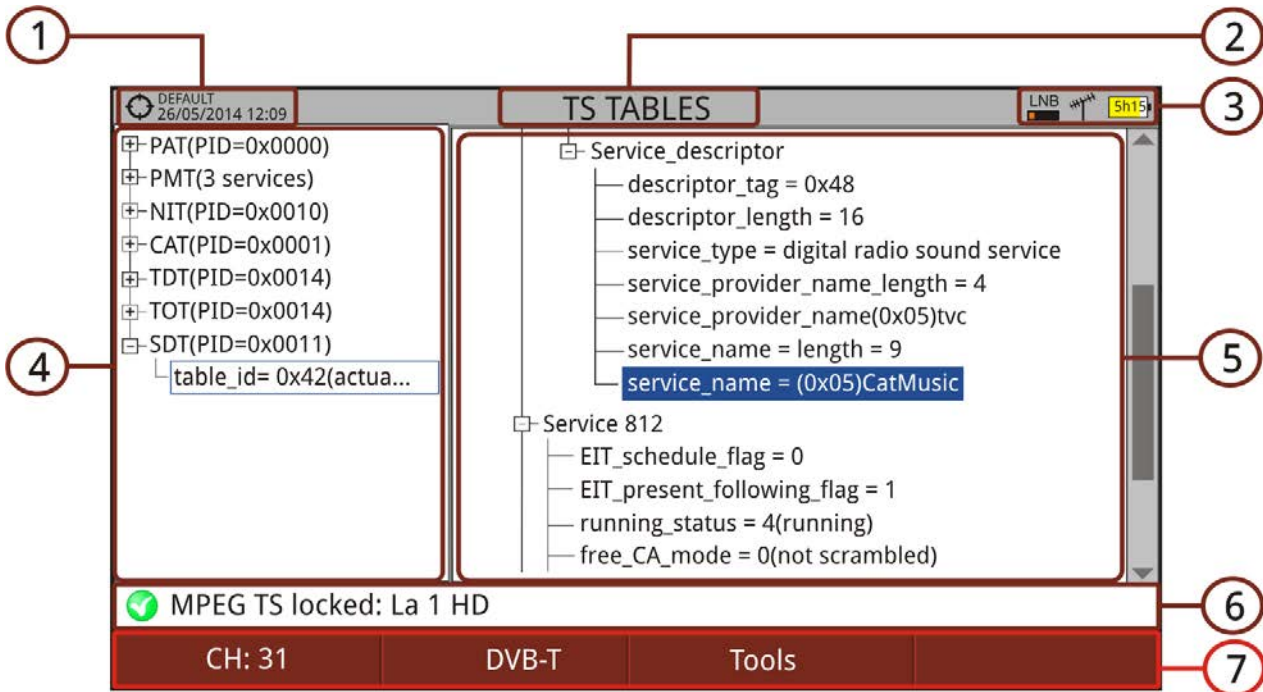 1
2
DEFAULT
26/05/2014 12:09
TS TABLES
LNB
5h15
3
PAT(PID=0x0000)
PMT(3 services)
NIT(PID=0x0010)
CAT(PID=0x0001)
TDT(PID=0x0014)
TOT(PID=0x0014)
SDT(PID=0x0011)
table_id= 0x42(actua...
4
Service_descriptor
descriptor_tag = 0x48
descriptor_length = 16
service_type = digital radio sound service
service_provider_name_length = 4
service_provider_name(0x05)tvc
service_name = length = 9
service_name = (0x05)CatMusic
Service 812
EIT_schedule_flag = 0
EIT_present_following_flag = 1
running_status = 4(running)
free_CA_mode = 0(not scrambled)
5
MPEG TS locked: La 1 HD
6
CH: 31
DVB-T
Tools
7